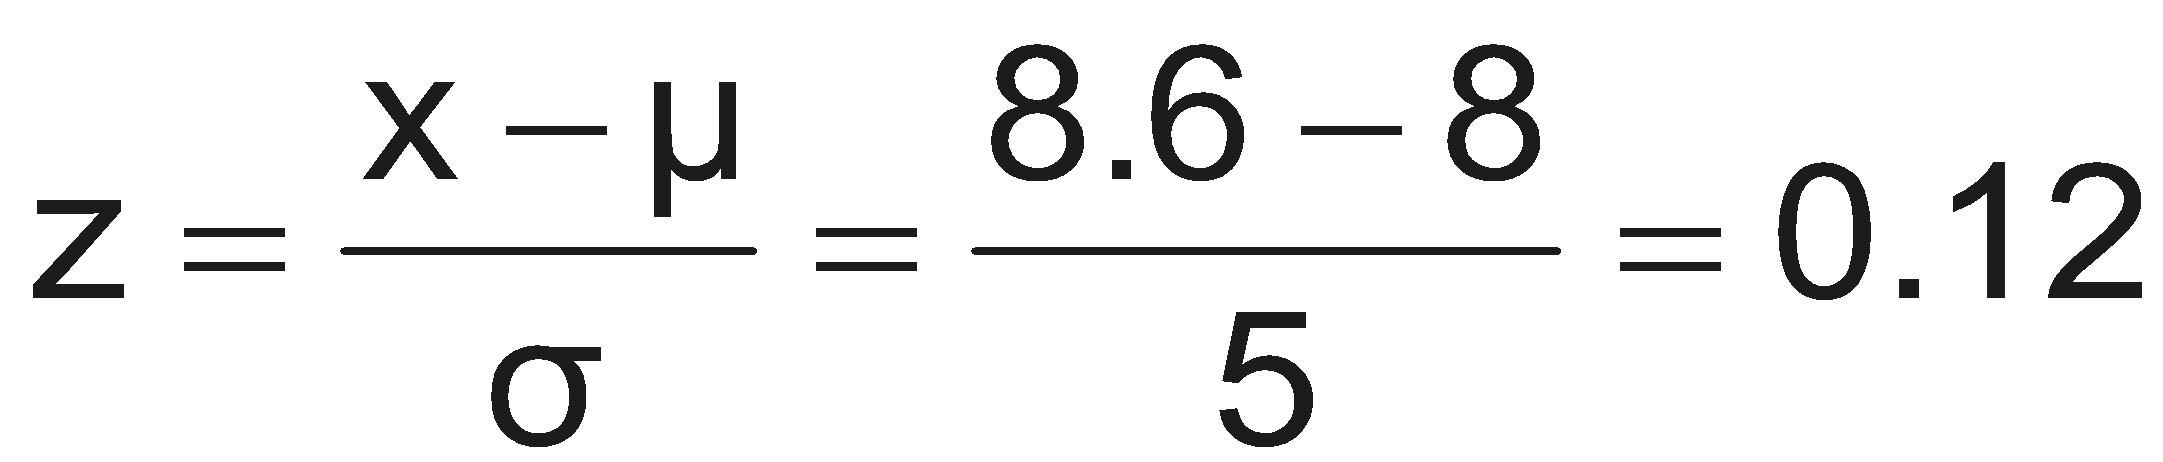 z = (x − μ)/σ = (8.6 − 8)/5 = 0.12